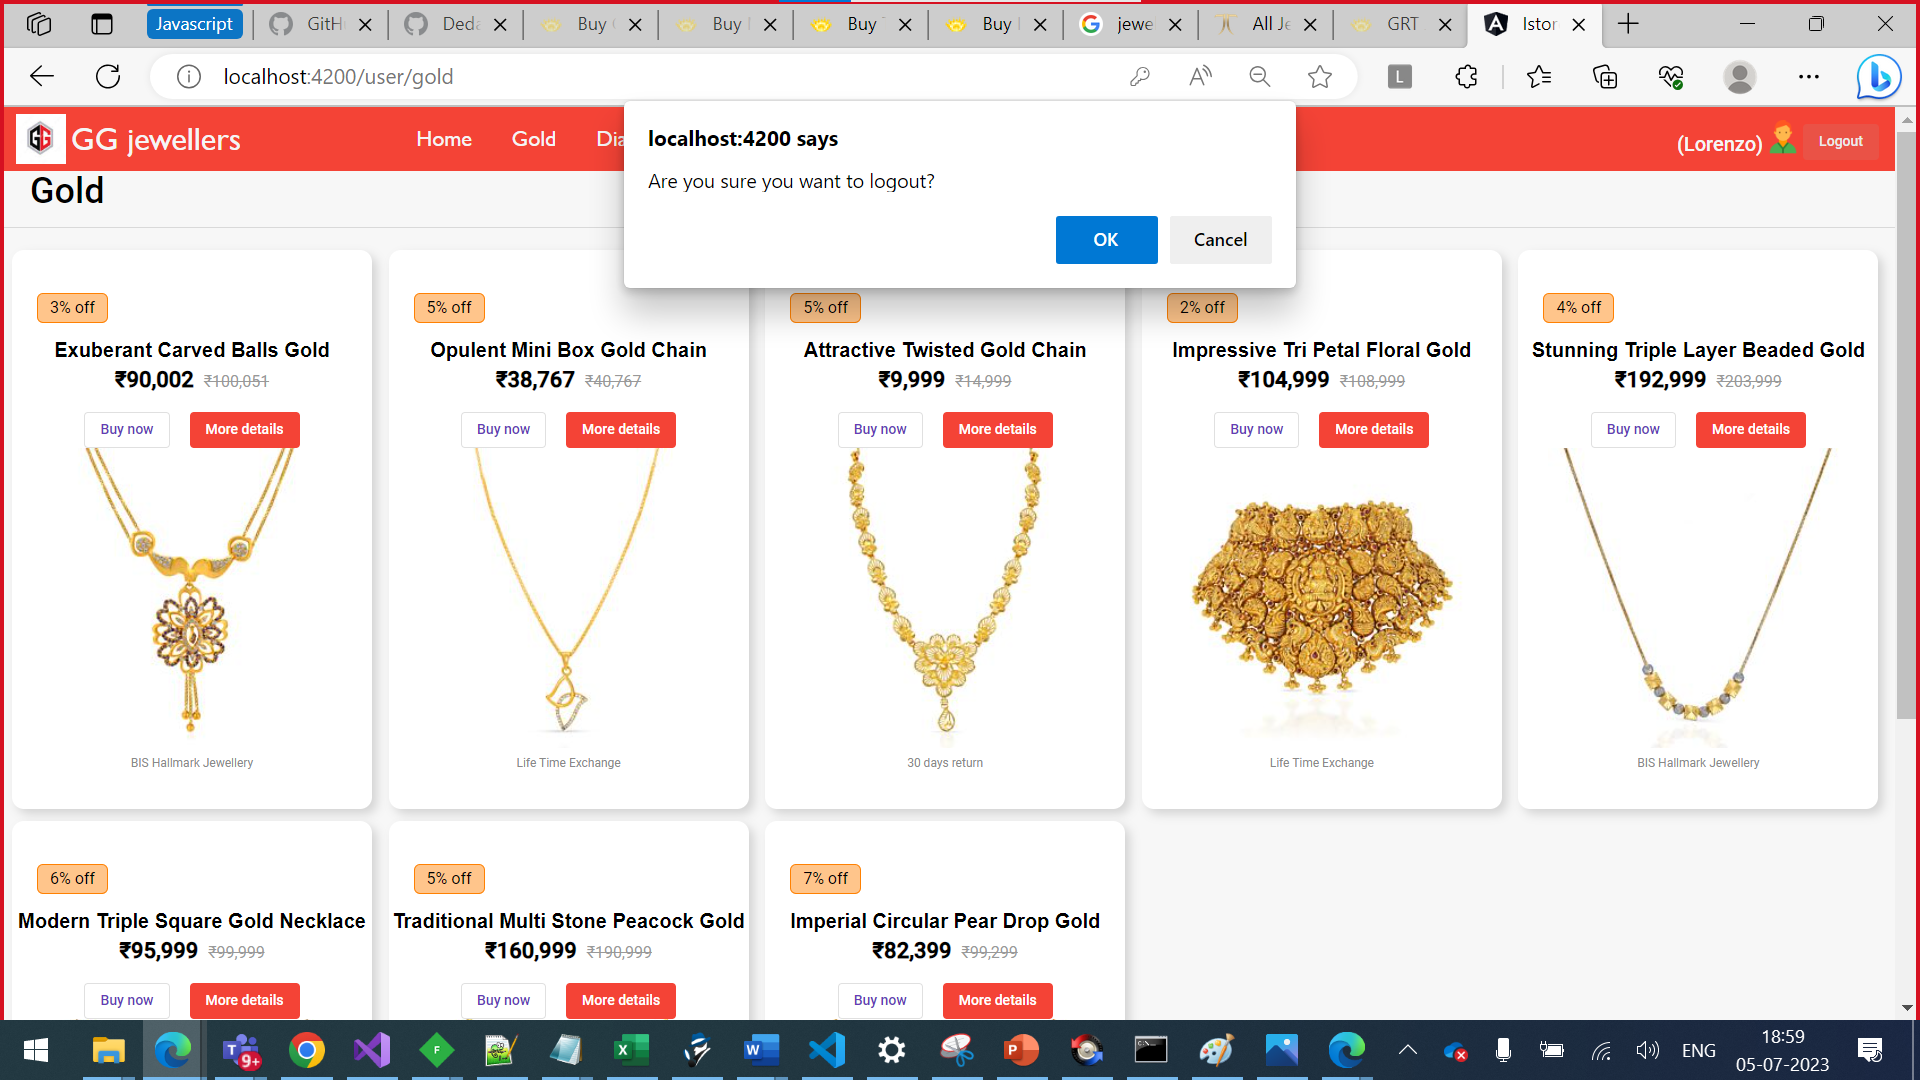 Javascript
GitH
Deda
Buy
Buy
Buy
Buy
jewe
All Je
GRT
Istor
localhost:4200/user/gold
L
GG jewellers
Home
Gold
Dia
(Lorenzo)
Logout
localhost:4200 says
Are you sure you want to logout?
OK
Cancel
Gold
3% off
Exuberant Carved Balls Gold
₹90,002 ₹100,051
Buy now
More details
BIS Hallmark Jewellery
5% off
Opulent Mini Box Gold Chain
₹38,767 ₹40,767
Buy now
More details
Life Time Exchange
5% off
Attractive Twisted Gold Chain
₹9,999 ₹14,999
Buy now
More details
30 days return
2% off
Impressive Tri Petal Floral Gold
₹104,999 ₹108,999
Buy now
More details
Life Time Exchange
4% off
Stunning Triple Layer Beaded Gold
₹192,999 ₹203,999
Buy now
More details
BIS Hallmark Jewellery
6% off
Modern Triple Square Gold Necklace
₹95,999 ₹99,999
Buy now
More details
5% off
Traditional Multi Stone Peacock Gold
₹160,999 ₹190,999
Buy now
More details
7% off
Imperial Circular Pear Drop Gold
₹82,399 ₹99,299
Buy now
More details
9+
ENG
18:59
05-07-2023